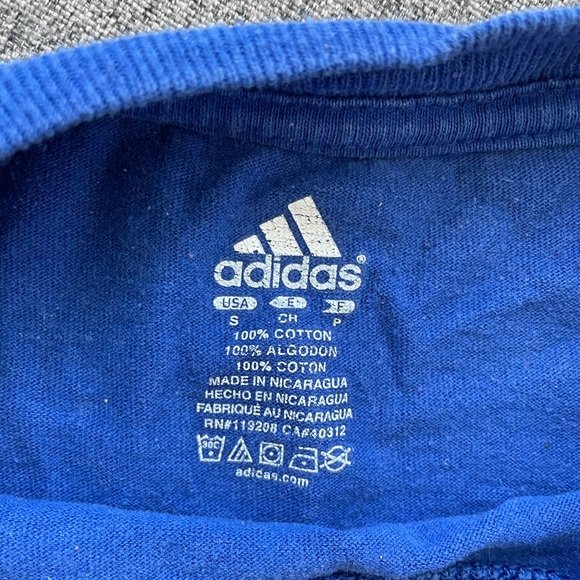 adidas®
USA E F
S CH P
100% COTTON
100% ALGODON
100% COTON
MADE IN NICARAGUA
HECHO EN NICARAGUA
FABRIQUÉ AU NICARAGUA
RN#119208 CA#40312
30C
adidas.com